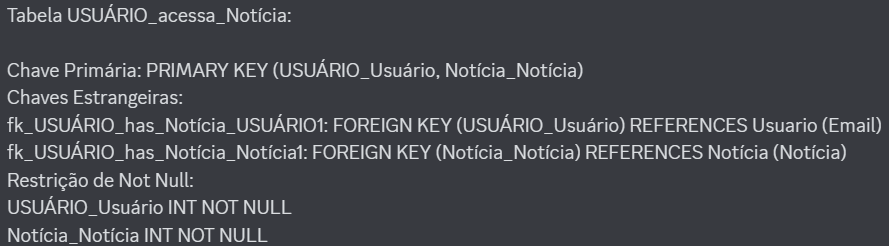 Tabela USUÁRIO_acessa_Notícia:
Chave Primária: PRIMARY KEY (USUÁRIO_Usuário, Notícia_Notícia)
Chaves Estrangeiras:
fk_USUÁRIO_has_Notícia_USUÁRIO1: FOREIGN KEY (USUÁRIO_Usuário) REFERENCES Usuario (Email)
fk_USUÁRIO_has_Notícia_Notícia1: FOREIGN KEY (Notícia_Notícia) REFERENCES Notícia (Notícia)
Restrição de Not Null:
USUÁRIO_Usuário INT NOT NULL
Notícia_Notícia INT NOT NULL